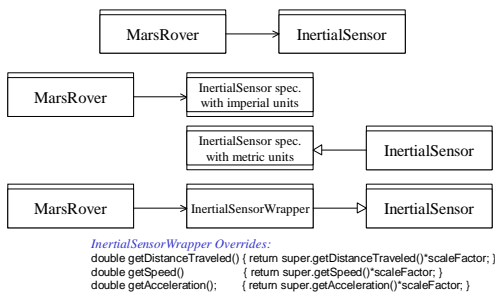 MarsRover
InertialSensor
MarsRover
InertialSensor spec.
with imperial units
InertialSensor spec.
with metric units
InertialSensor
MarsRover
InertialSensorWrapper
InertialSensor
InertialSensorWrapper Overrides:
double getDistanceTraveled() { return super.getDistanceTraveled()*scaleFactor; }
double getSpeed() { return super.getSpeed()*scaleFactor; }
double getAcceleration(); { return super.getAcceleration()*scaleFactor; }